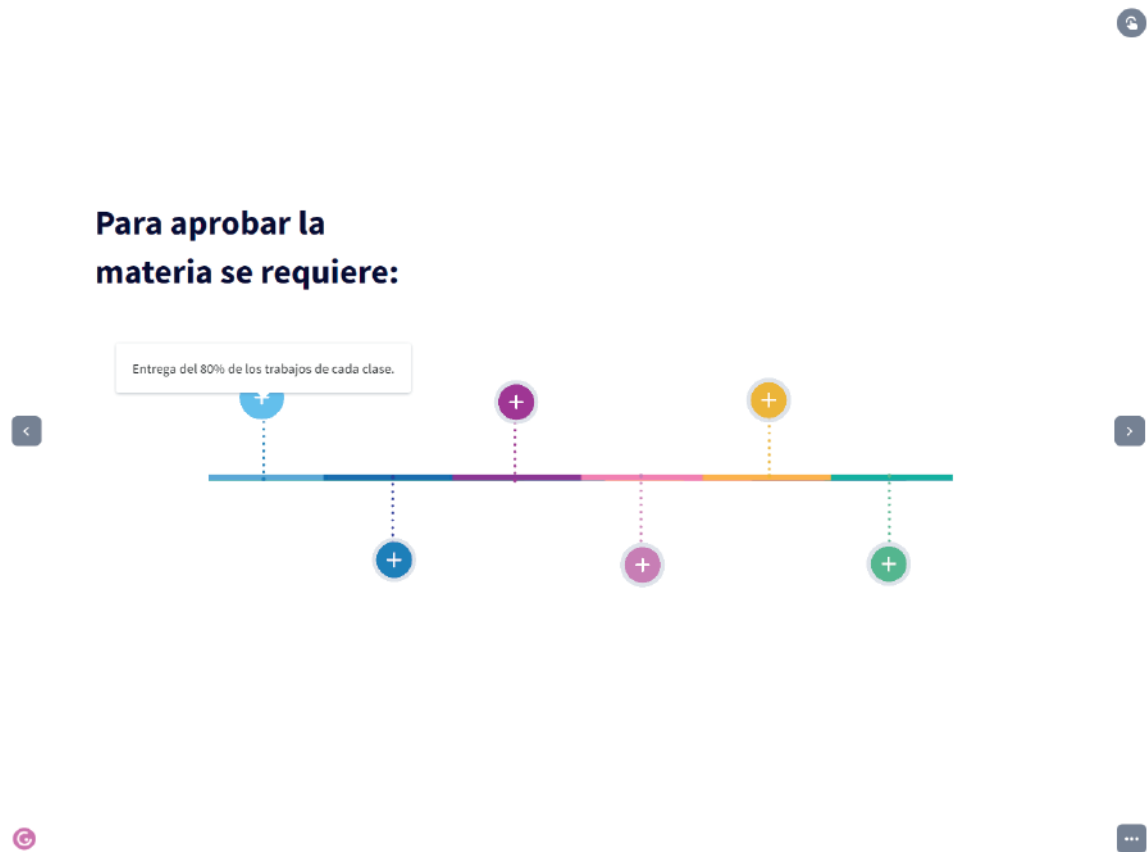 Para aprobar la
materia se requiere:
Entrega del 80% de los trabajos de cada clase.